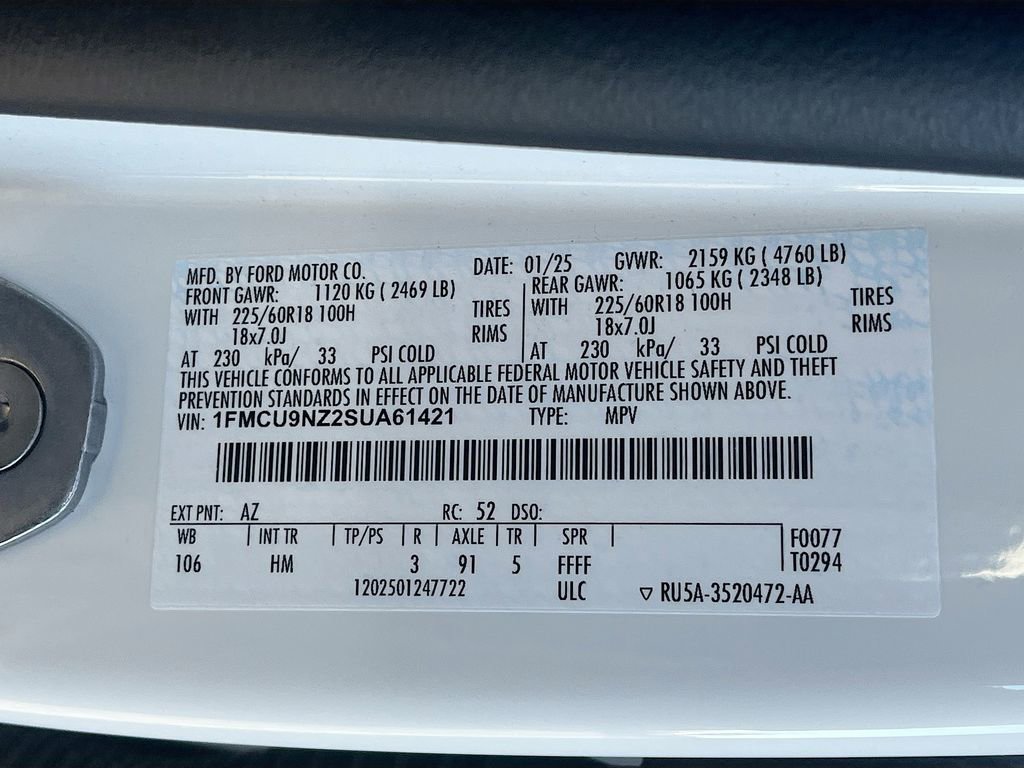 MFD. BY FORD MOTOR CO. DATE: 01/25 GVWR: 2159 KG ( 4760 LB)
FRONT GAWR: 1120 KG ( 2469 LB) REAR GAWR: 1065 KG ( 2348 LB)
WITH 225/60R18 100H TIRES WITH 225/60R18 100H TIRES
18x7.0J RIMS 18x7.0J RIMS
AT 230 kPa/ 33 PSI COLD AT 230 kPa/ 33 PSI COLD
THIS VEHICLE CONFORMS TO ALL APPLICABLE FEDERAL MOTOR VEHICLE SAFETY AND THEFT
PREVENTION STANDARDS IN EFFECT ON THE DATE OF MANUFACTURE SHOWN ABOVE.
VIN: 1FMCU9NZ2SUA61421 TYPE: MPV
EXT PNT: AZ RC: 52 DSO:
WB INT TR TP/PS R AXLE TR SPR F0077
106 HM 3 91 5 FFFF T0294
1202501247722 ULC ▽ RU5A-3520472-AA